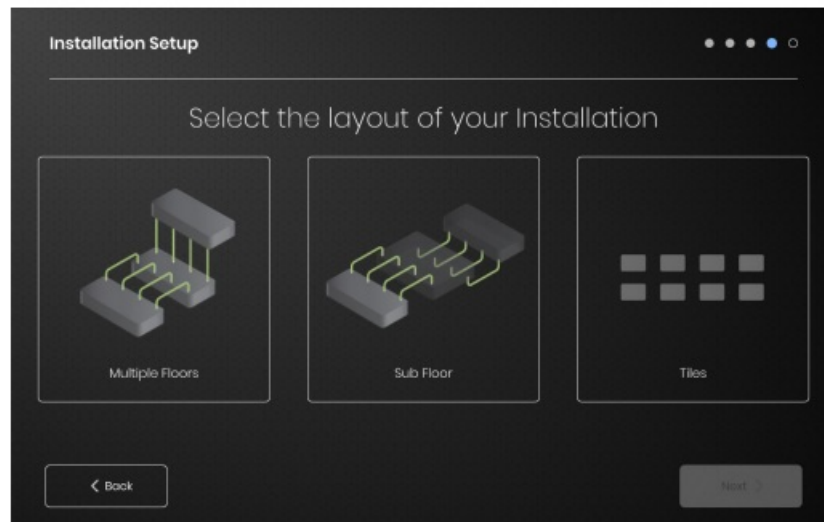 Installation Setup
Select the layout of your Installation
Multiple Floors
Sub Floor
Tiles
Back
Next